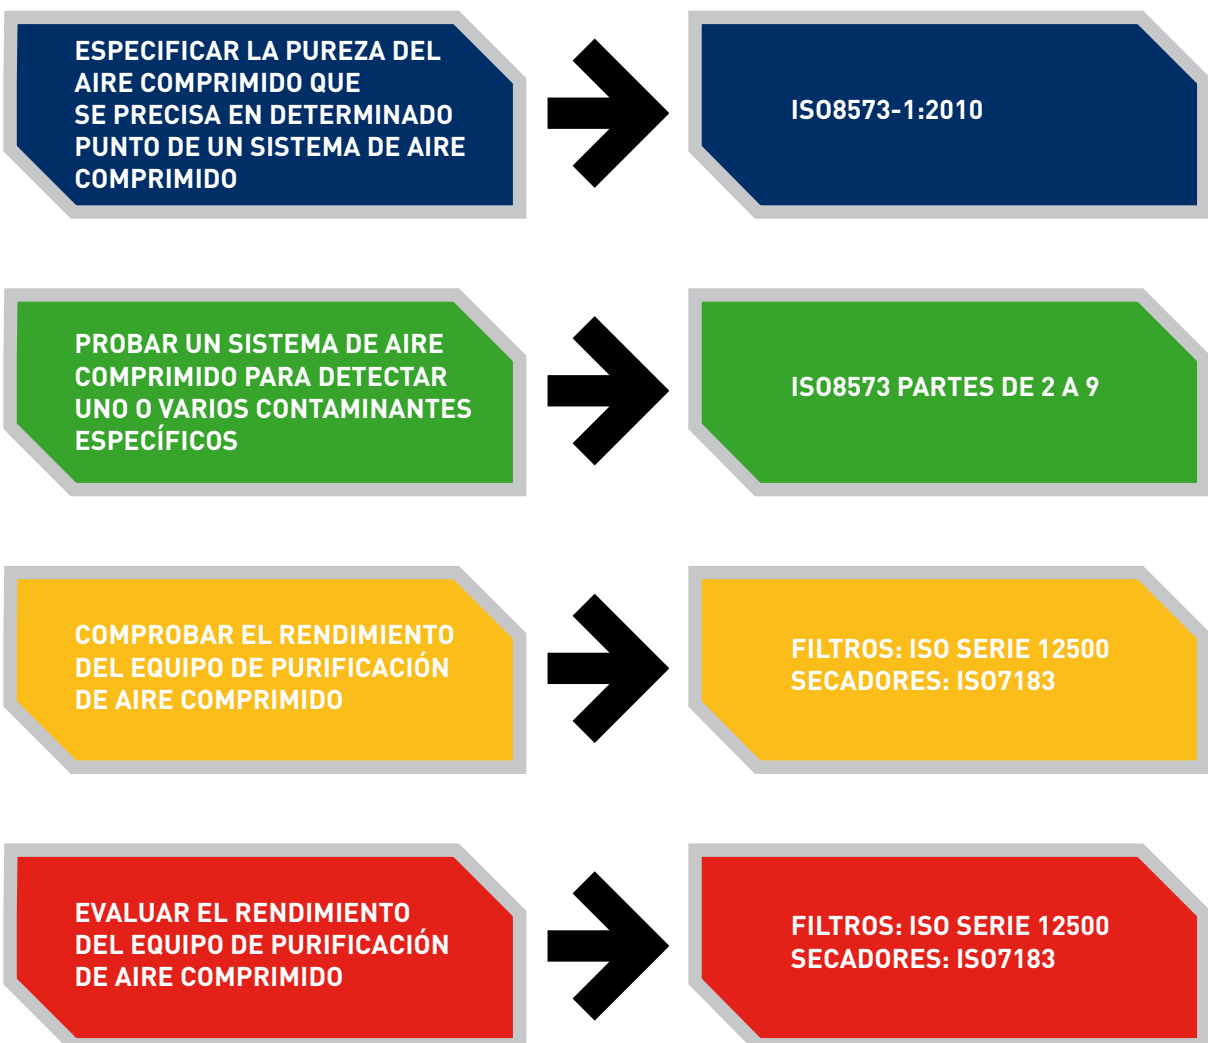 ESPECIFICAR LA PUREZA DEL
AIRE COMPRIMIDO QUE
SE PRECISA EN DETERMINADO
PUNTO DE UN SISTEMA DE AIRE
COMPRIMIDO
ISO8573-1:2010
PROBAR UN SISTEMA DE AIRE
COMPRIMIDO PARA DETECTAR
UNO O VARIOS CONTAMINANTES
ESPECÍFICOS
ISO8573 PARTES DE 2 A 9
COMPROBAR EL RENDIMIENTO
DEL EQUIPO DE PURIFICACIÓN
DE AIRE COMPRIMIDO
FILTROS: ISO SERIE 12500
SECADORES: ISO7183
EVALUAR EL RENDIMIENTO
DEL EQUIPO DE PURIFICACIÓN
DE AIRE COMPRIMIDO
FILTROS: ISO SERIE 12500
SECADORES: ISO7183